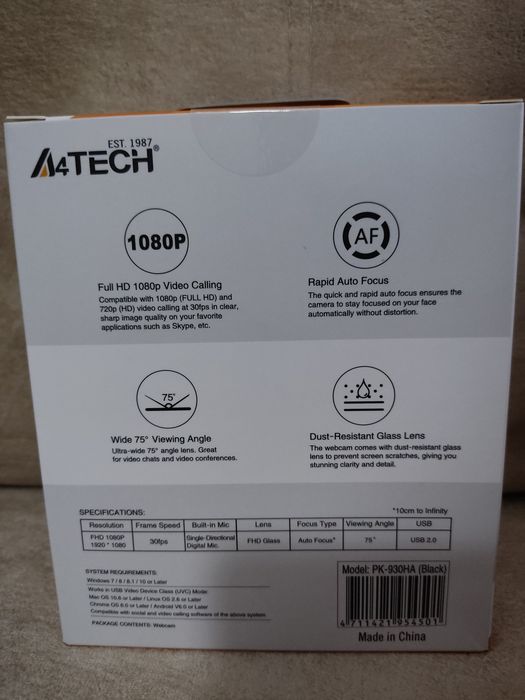 EST. 1987
A4TECH®
1080P
Full HD 1080p Video Calling
Compatible with 1080p (FULL HD) and
720p (HD) video calling at 30fps in clear,
sharp image quality on your favorite
applications such as Skype, etc.
AF
Rapid Auto Focus
The quick and rapid auto focus ensures the
camera to stay focused on your face
automatically without distortion.
75°
Wide 75° Viewing Angle
Ultra-wide 75° angle lens. Great
for video chats and video conferences.
Dust-Resistant Glass Lens
The webcam comes with dust-resistant glass
lens to prevent screen scratches, giving you
stunning clarity and detail.
SPECIFICATIONS:
*10cm to Infinity
Resolution Frame Speed Built-in Mic Lens Focus Type Viewing Angle USB
FHD 1080P
1920 * 1080
30fps
Single-Directional
Digital Mic.
FHD Glass
Auto Focus*
75°
USB 2.0
SYSTEM REQUIREMENTS:
Windows 7 / 8 / 8.1 / 10 or Later
Works in USB Video Device Class (UVC) Mode:
Mac OS 10.6 or Later / Linux OS 2.6 or Later
Chrome OS 6.0 or Later / Android V5.0 or Later
Compatible with social and video calling software of the above system.
PACKAGE CONTENTS: Webcam
Model: PK-930HA (Black)
4 711421 954501
Made in China